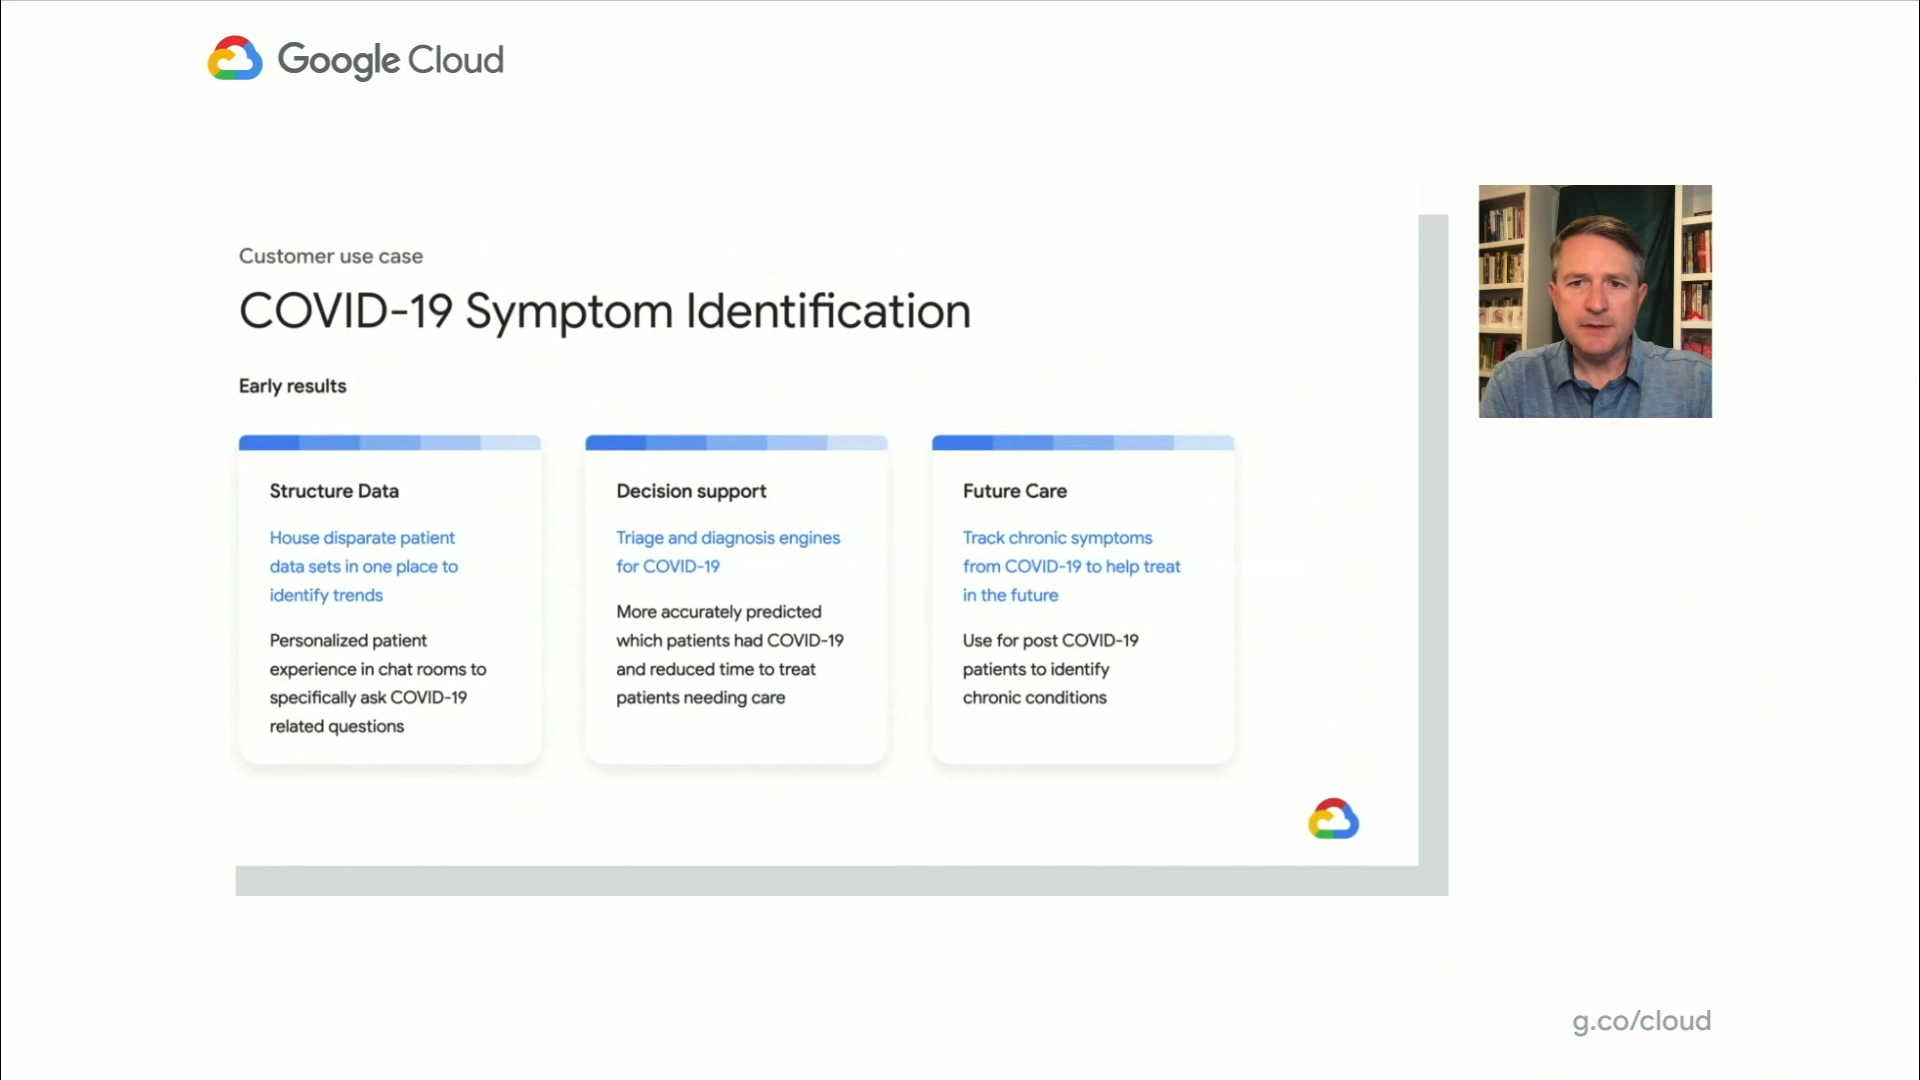 Google Cloud
Customer use case
COVID-19 Symptom Identification
Early results
Structure Data
House disparate patient
data sets in one place to
identify trends
Personalized patient
experience in chat rooms to
specifically ask COVID-19
related questions
Decision support
Triage and diagnosis engines
for COVID-19
More accurately predicted
which patients had COVID-19
and reduced time to treat
patients needing care
Future Care
Track chronic symptoms
from COVID-19 to help treat
in the future
Use for post COVID-19
patients to identify
chronic conditions
g.co/cloud